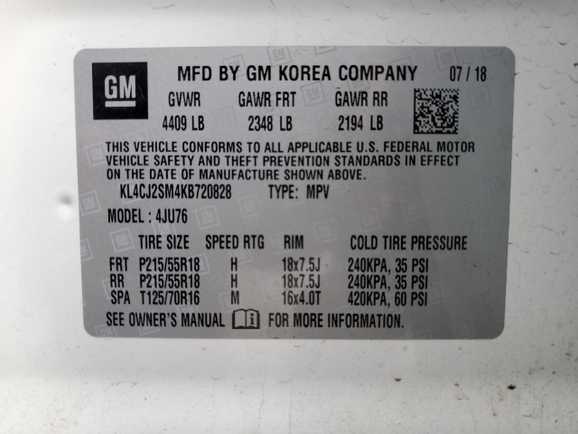 GM MFD BY GM KOREA COMPANY 07/18
GVWR GAWR FRT GAWR RR
4409 LB 2348 LB 2194 LB
THIS VEHICLE CONFORMS TO ALL APPLICABLE U.S. FEDERAL MOTOR
VEHICLE SAFETY AND THEFT PREVENTION STANDARDS IN EFFECT
ON THE DATE OF MANUFACTURE SHOWN ABOVE.
KL4CJ2SM4KB720828 TYPE: MPV
MODEL : 4JU76
TIRE SIZE SPEED RTG RIM COLD TIRE PRESSURE
FRT P215/55R18 H 18x7.5J 240KPA, 35 PSI
RR P215/55R18 H 18x7.5J 240KPA, 35 PSI
SPA T125/70R16 M 16x4.0T 420KPA, 60 PSI
SEE OWNER'S MANUAL FOR MORE INFORMATION.